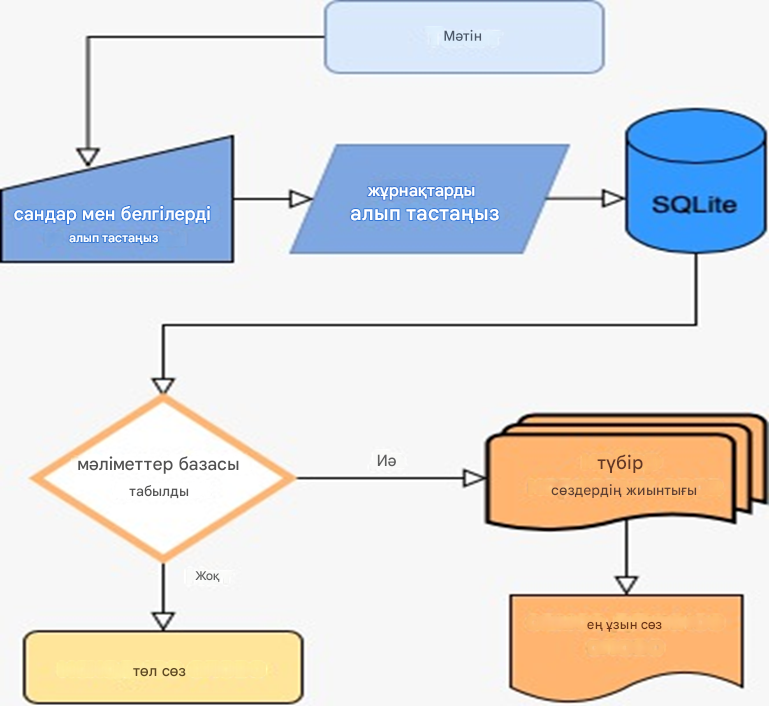 Мәтін
сандар мен белгілерді
алып тастаңыз
жұрнақтарды
алып тастаңыз
SQLite
мәліметтер базасы
табылды
Иә
түбір
сөздердің жиынтығы
Жоқ
төл сөз
ең ұзын сөз